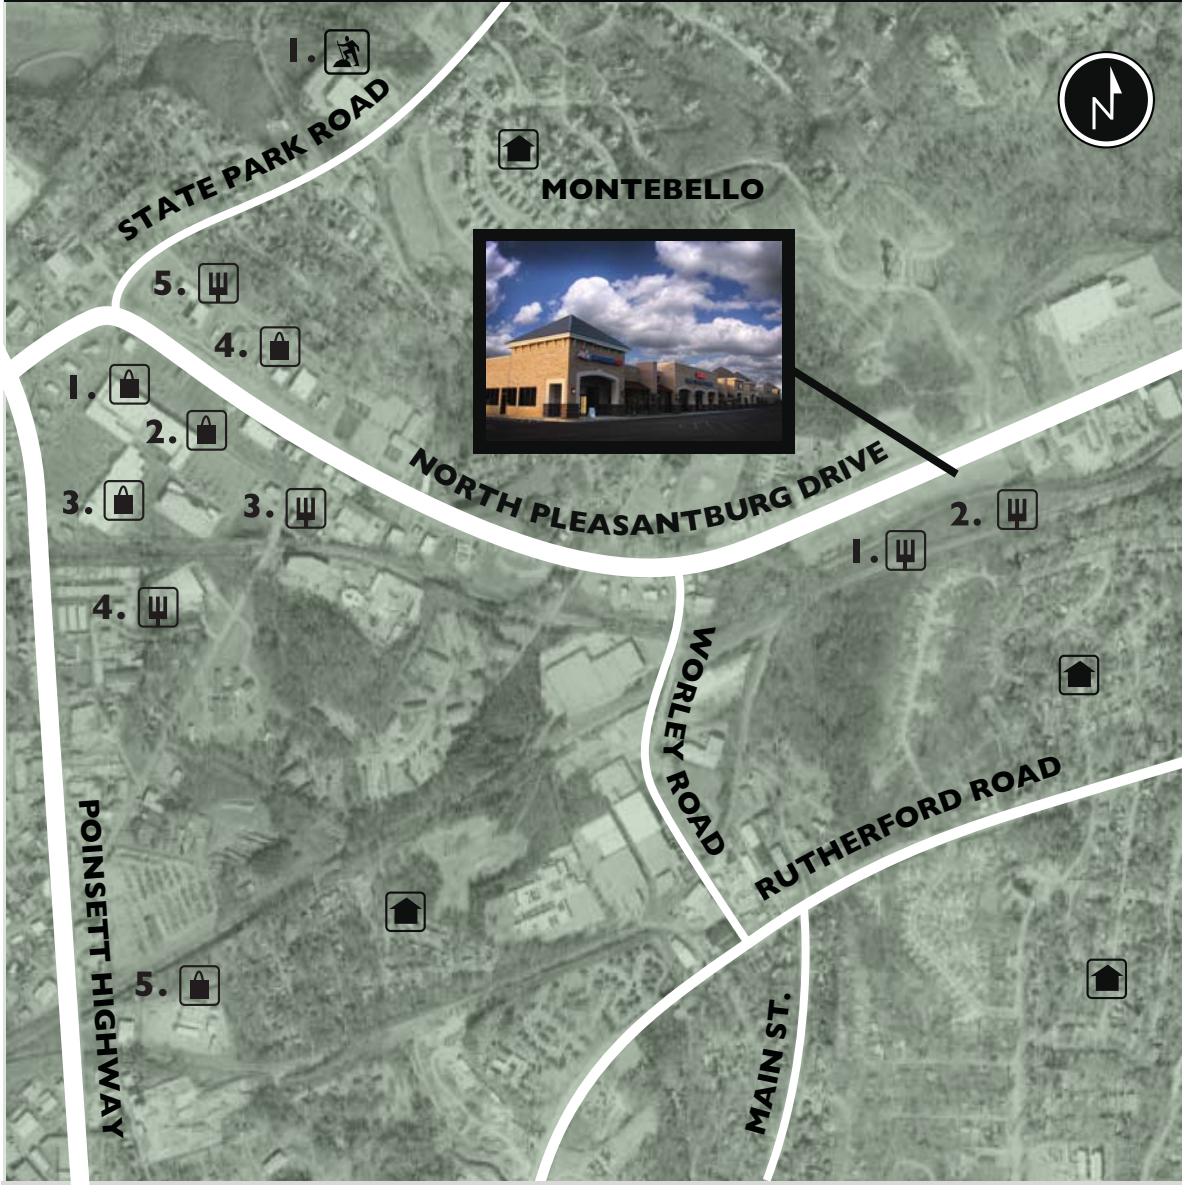 1.
N
STATE PARK ROAD
MONTEBELLO
5.
4.
1.
2.
3.
3.
NORTH PLEASANTBURG DRIVE
2.
1.
4.
WORLEY ROAD
RUTHERFORD ROAD
POINSETT HIGHWAY
5.
MAIN ST.